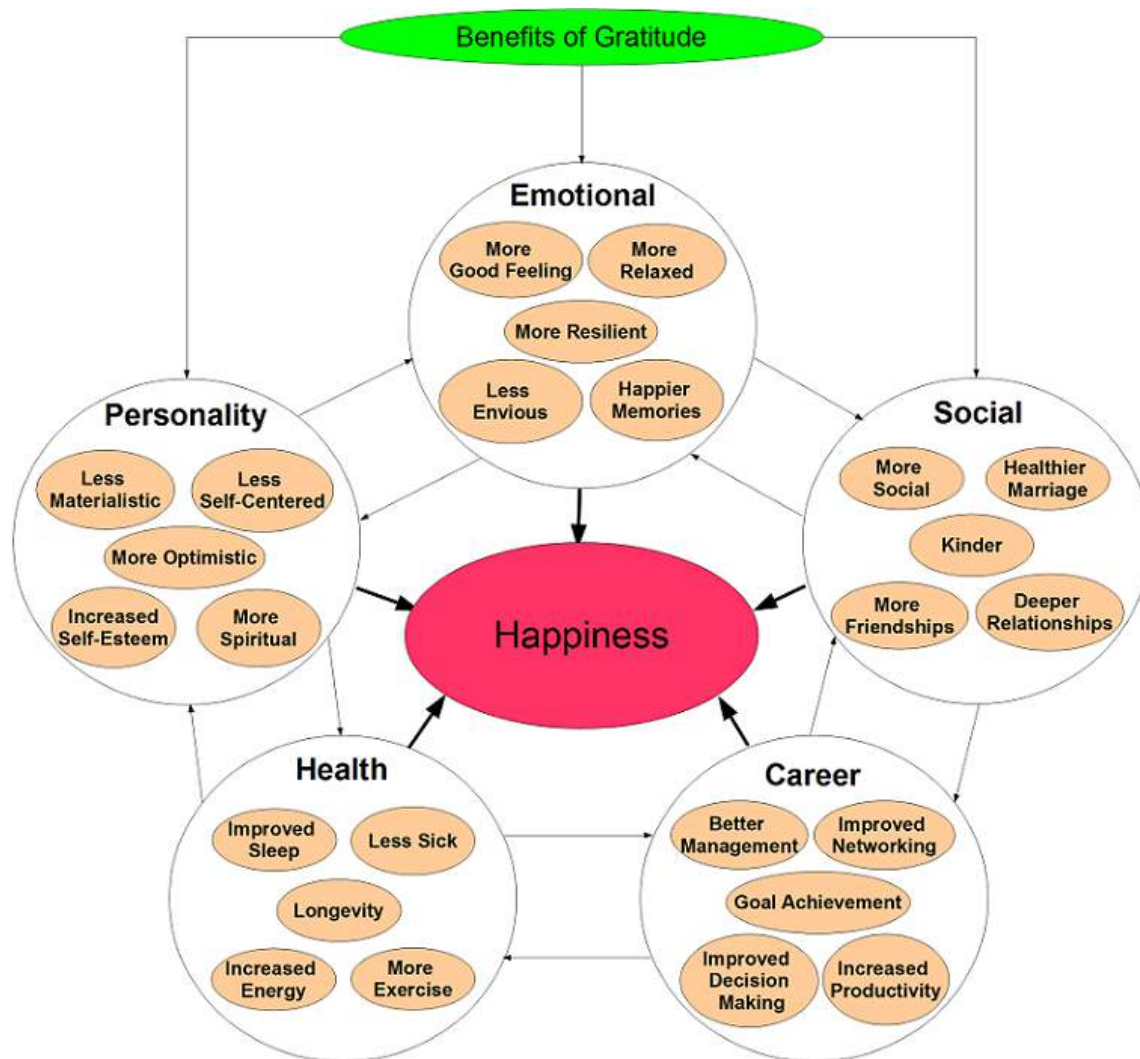 Benefits of Gratitude
Emotional
More
Good Feeling
More
Relaxed
More Resilient
Less
Envious
Happier
Memories
Personality
Less
Materialistic
Less
Self-Centered
More Optimistic
Increased
Self-Esteem
More
Spiritual
Social
More
Social
Healthier
Marriage
Kinder
More
Friendships
Deeper
Relationships
Happiness
Health
Improved
Sleep
Less Sick
Longevity
Increased
Energy
More
Exercise
Career
Better
Management
Improved
Networking
Goal Achievement
Improved
Decision
Making
Increased
Productivity